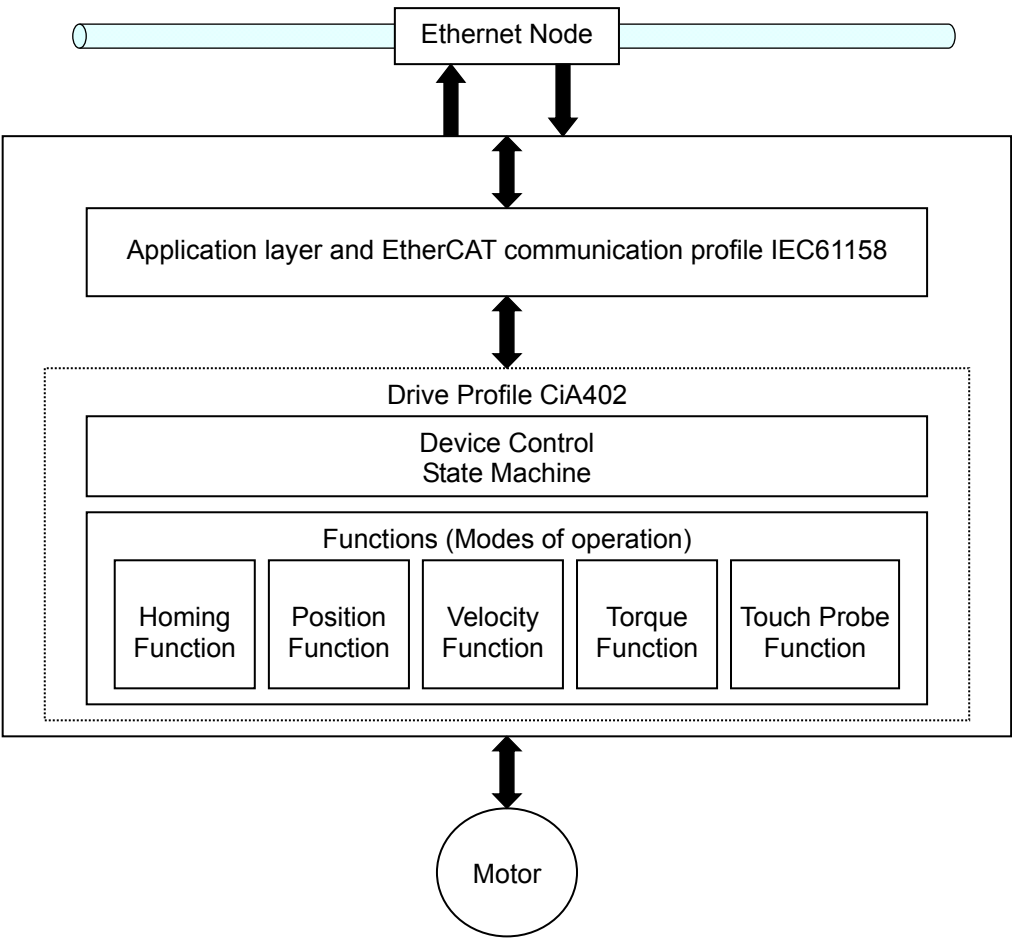 Ethernet Node
Application layer and EtherCAT communication profile IEC61158
Drive Profile CiA402
Device Control
State Machine
Functions (Modes of operation)
Homing
Function
Position
Function
Velocity
Function
Torque
Function
Touch Probe
Function
Motor